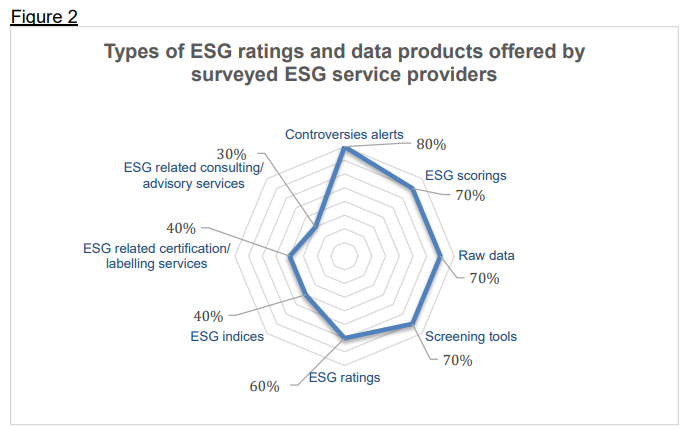 Figure 2
Types of ESG ratings and data products offered by
surveyed ESG service providers
Controversies alerts
80%
ESG scorings
70%
Raw data
70%
Screening tools
70%
ESG ratings
60%
ESG indices
40%
ESG related certification/
labelling services
40%
ESG related consulting/
advisory services
30%